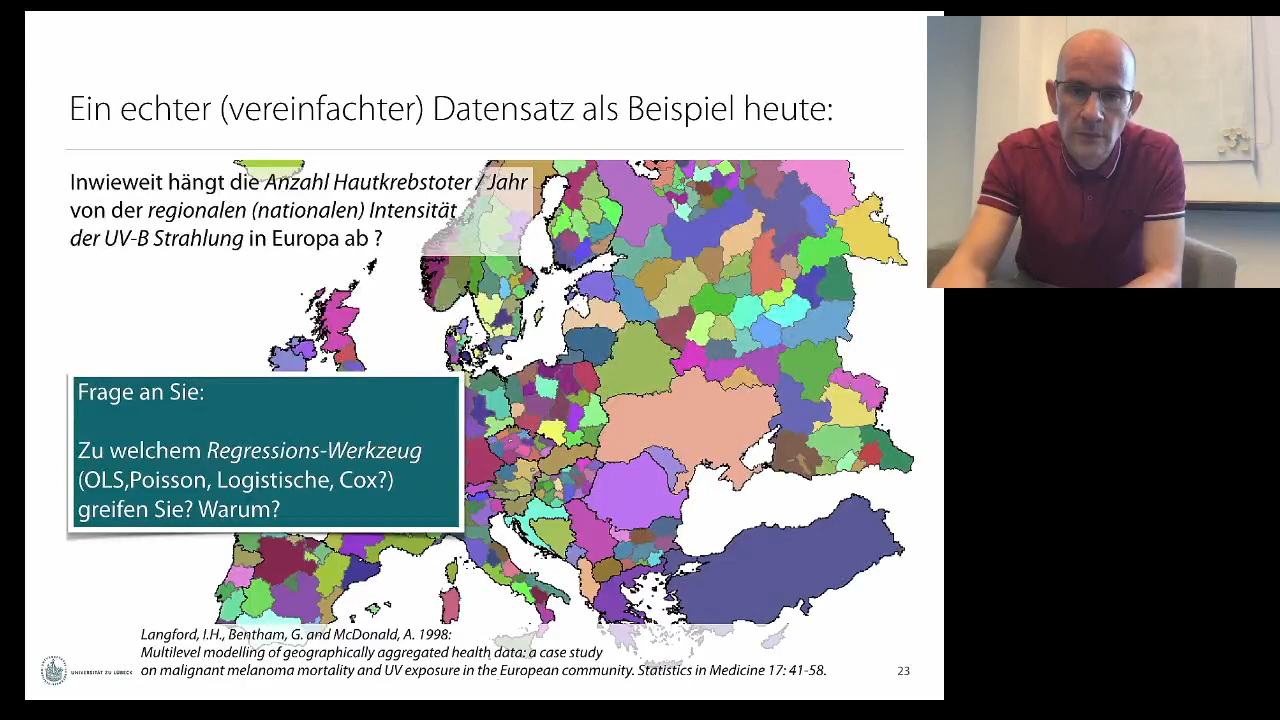 Ein echter (vereinfachter) Datensatz als Beispiel heute:
Inwieweit hängt die Anzahl Hautkrebstoter / Jahr
von der regionalen (nationalen) Intensität
der UV-B Strahlung in Europa ab ?
Frage an Sie:
Zu welchem Regressions-Werkzeug
(OLS,Poisson, Logistische, Cox?)
greifen Sie? Warum?
Langford, I.H., Bentham, G. and McDonald, A. 1998:
Multilevel modelling of geographically aggregated health data: a case study
on malignant melanoma mortality and UV exposure in the European community. Statistics in Medicine 17: 41-58.
UNIVERSITÄT ZU LÜBECK
23